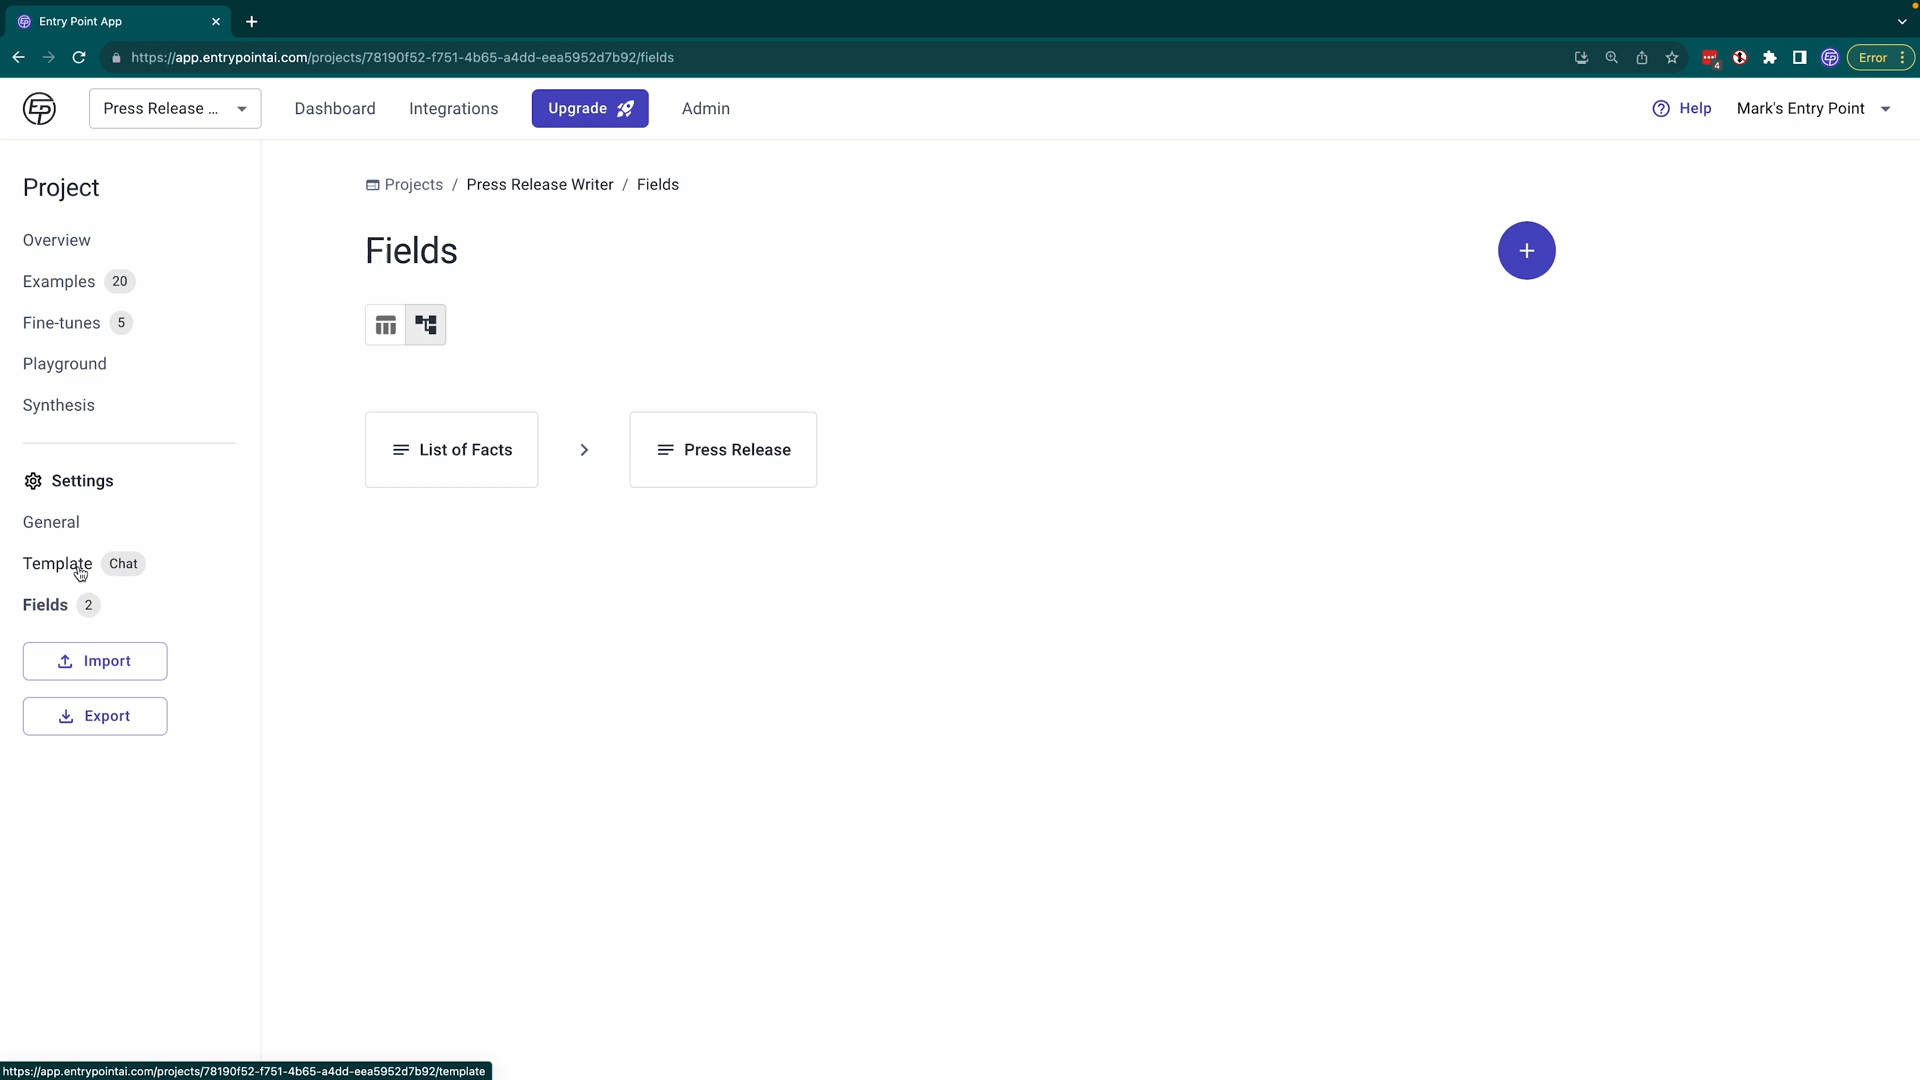 Entry Point App
https://app.entrypointai.com/projects/78190f52-f751-4b65-a4dd-eea5952d7b92/fields
4
Error
EP
Press Release ...
Dashboard
Integrations
Upgrade
Admin
Help
Mark's Entry Point
Project
Overview
Examples 20
Fine-tunes 5
Playground
Synthesis
Settings
General
Template Chat
Fields 2
Import
Export
Projects / Press Release Writer / Fields
Fields
+
List of Facts
Press Release
https://app.entrypointai.com/projects/78190f52-f751-4b65-a4dd-eea5952d7b92/template